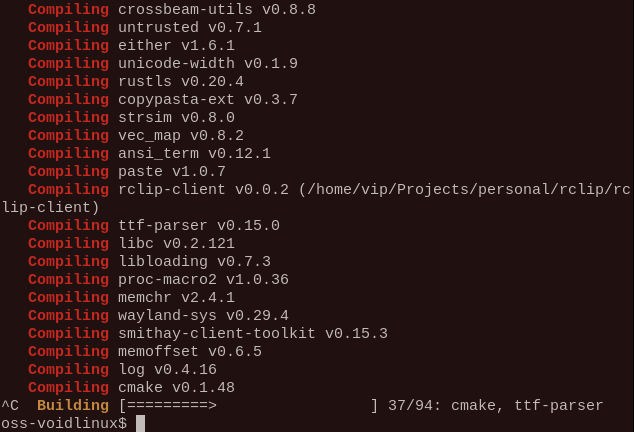 Compiling crossbeam-utils v0.8.8
Compiling untrusted v0.7.1
Compiling either v1.6.1
Compiling unicode-width v0.1.9
Compiling rustls v0.20.4
Compiling copypasta-ext v0.3.7
Compiling strsim v0.8.0
Compiling vec_map v0.8.2
Compiling ansi_term v0.12.1
Compiling paste v1.0.7
Compiling rclip-client v0.0.2 (/home/vip/Projects/personal/rclip/rc
lip-client)
Compiling ttf-parser v0.15.0
Compiling libc v0.2.121
Compiling libloading v0.7.3
Compiling proc-macro2 v1.0.36
Compiling memchr v2.4.1
Compiling wayland-sys v0.29.4
Compiling smithay-client-toolkit v0.15.3
Compiling memoffset v0.6.5
Compiling log v0.4.16
Compiling cmake v0.1.48
^C  Building [=========>                 ] 37/94: cmake, ttf-parser
oss-voidlinux$